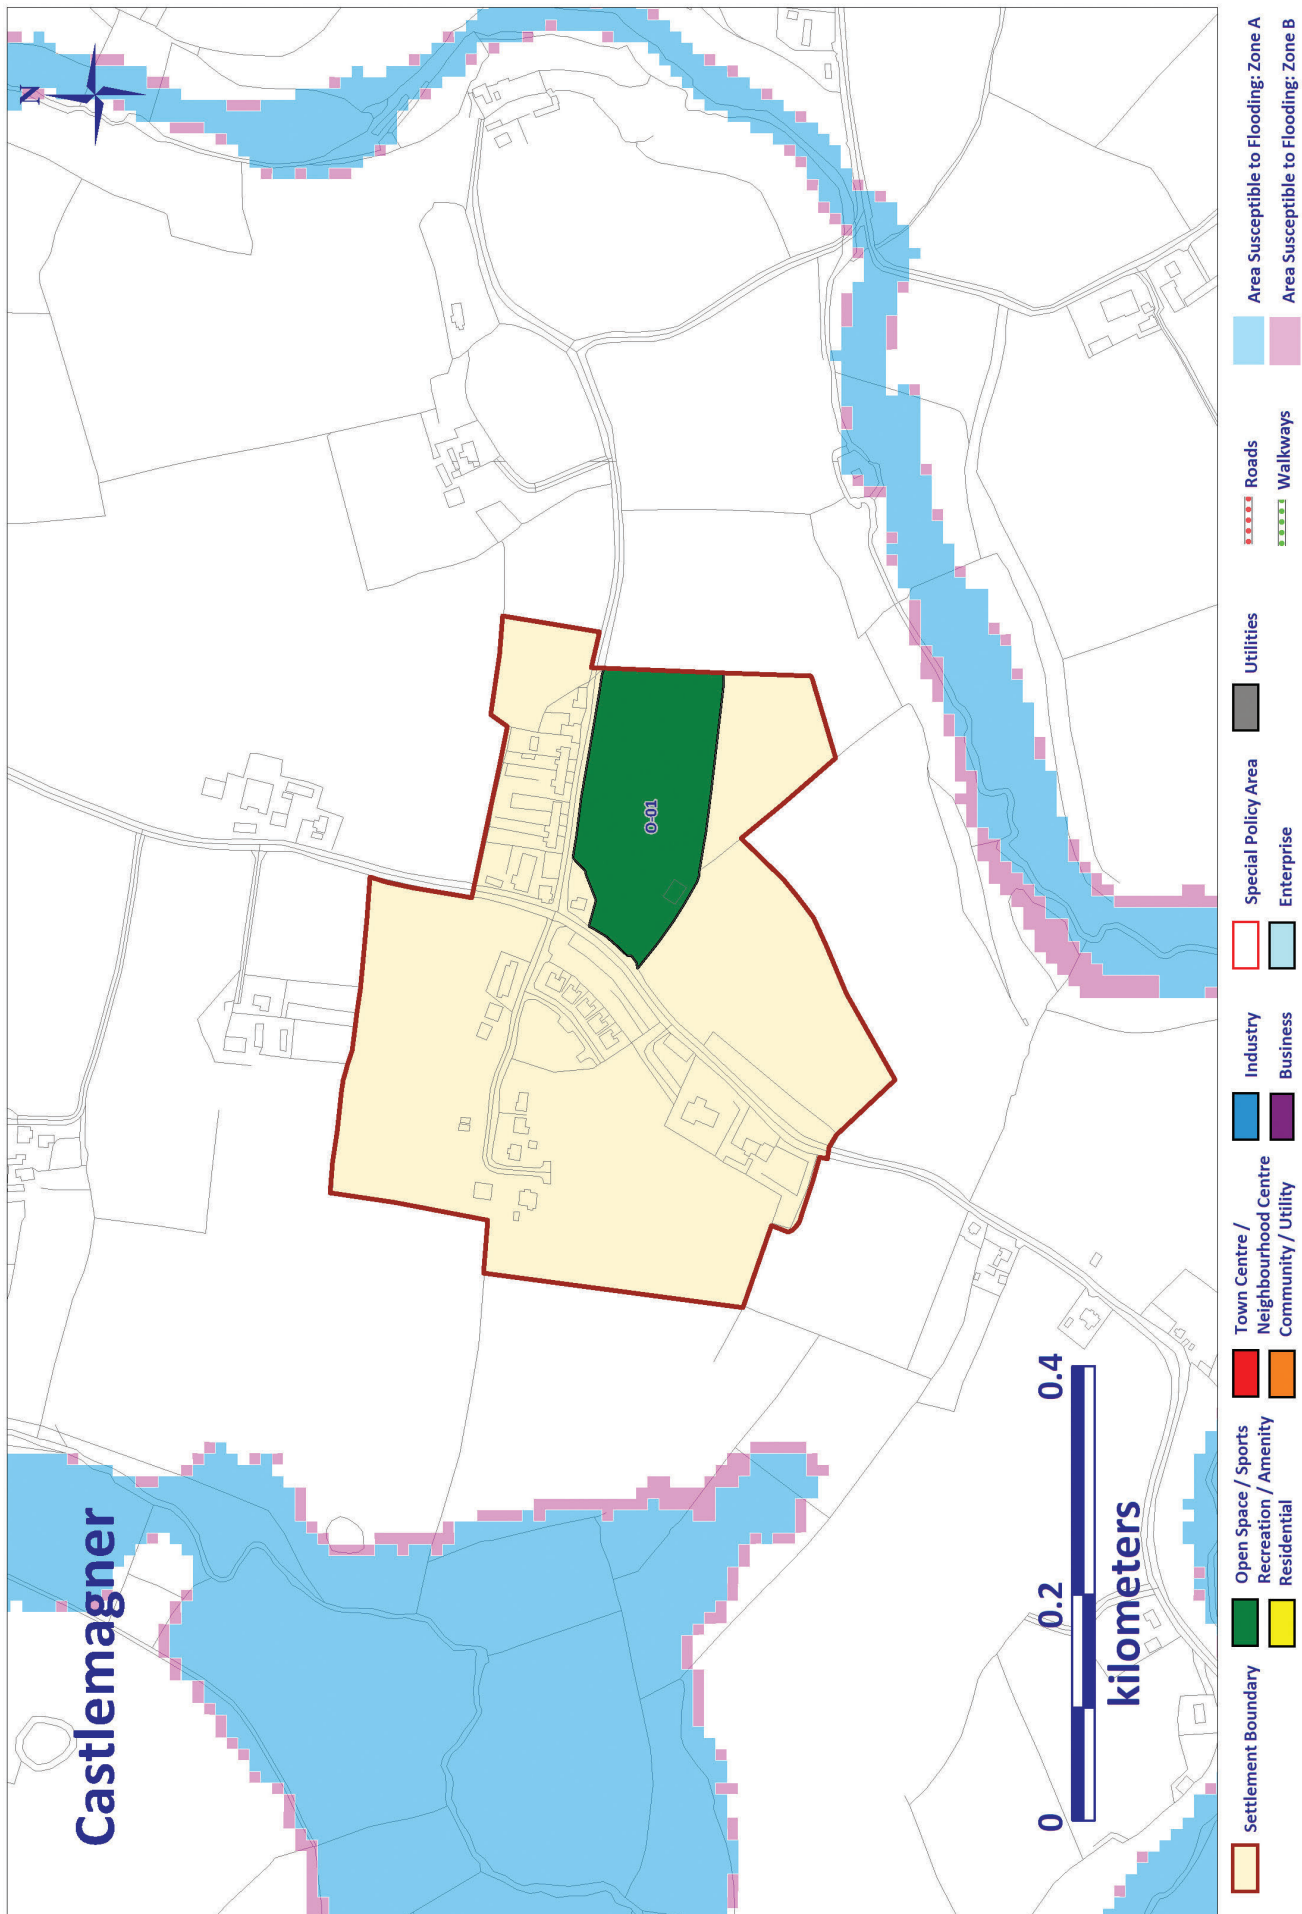 Castlemagner
N
O-01
0 0.2 0.4
kilometers
Settlement Boundary
Open Space / Sports
Recreation / Amenity
Residential
Town Centre /
Neighbourhood Centre
Community / Utility
Industry
Business
Special Policy Area
Enterprise
Utilities
Roads
Walkways
Area Susceptible to Flooding: Zone A
Area Susceptible to Flooding: Zone B